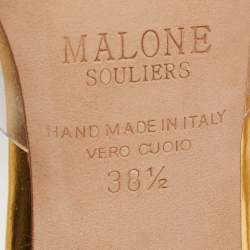 MALONE
SOULIERS
HAND MADE IN ITALY
VERO CUOIO
38½